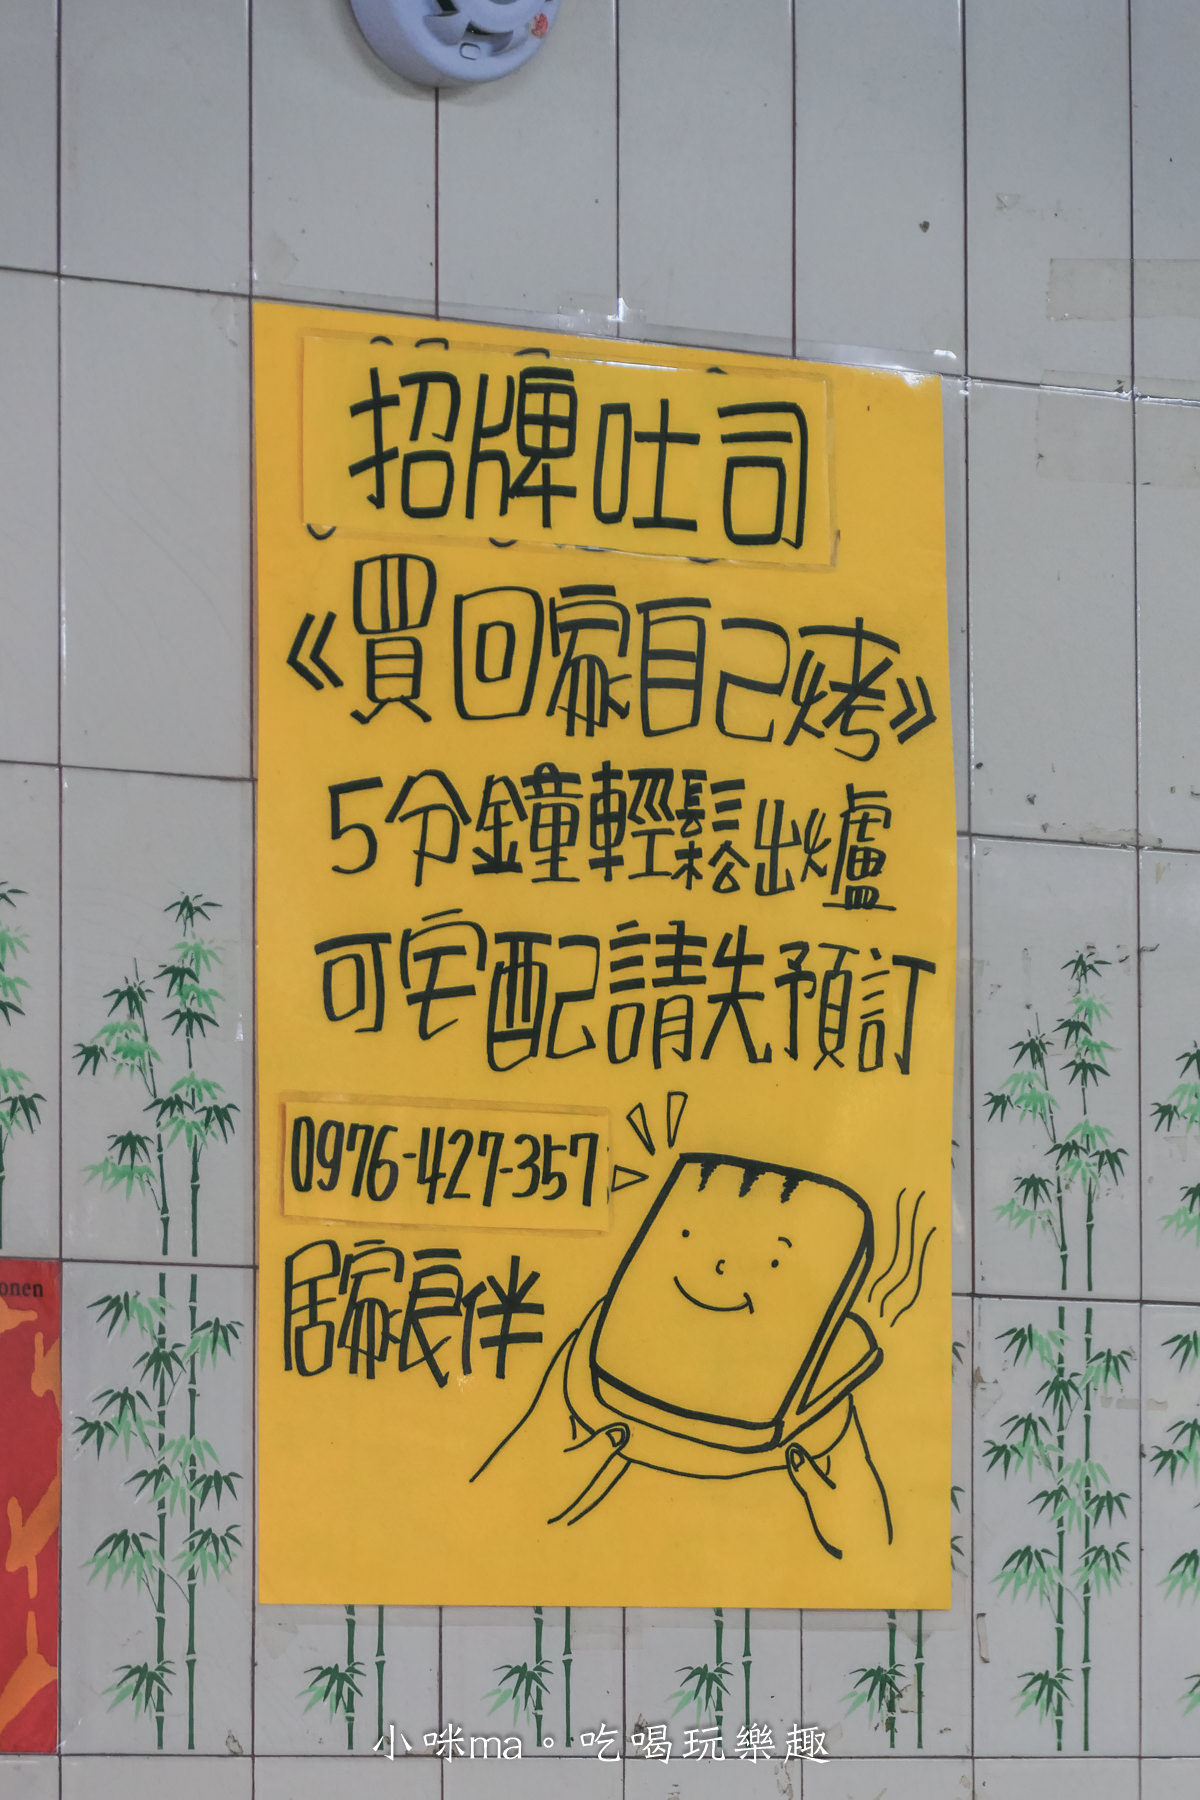 招牌吐司
《買回家自己烤》
5分鐘輕鬆出爐
可宅配請先預訂
0976-427-357
居家良伴
onen
小咪ma。吃喝玩樂趣